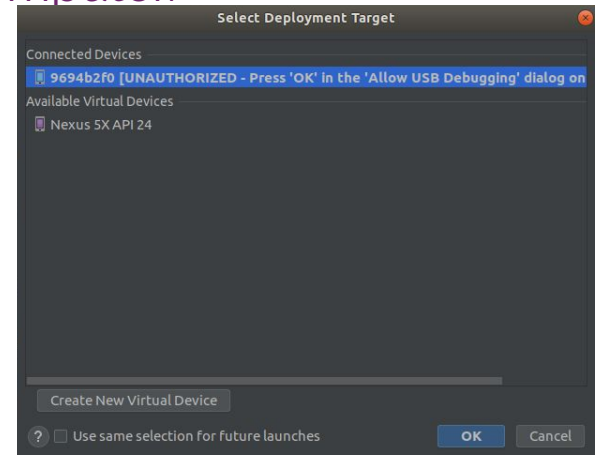 Select Deployment Target
Connected Devices
9694b2f0 [UNAUTHORIZED - Press 'OK' in the 'Allow USB Debugging' dialog on
Available Virtual Devices
Nexus 5X API 24
Create New Virtual Device
? Use same selection for future launches
OK
Cancel